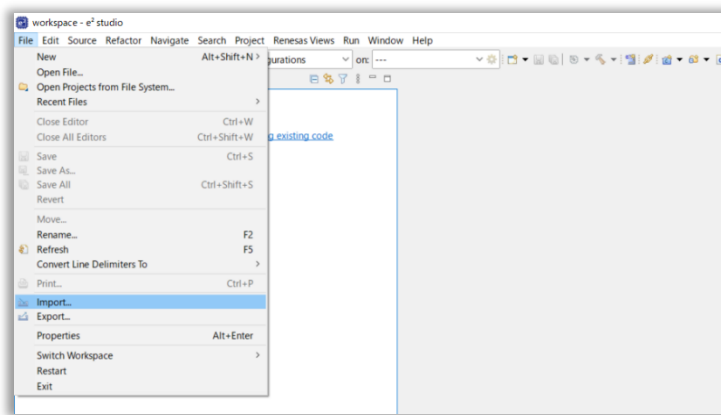 workspace - e² studio
File Edit Source Refactor Navigate Search Project Renesas Views Run Window Help
New Alt+Shift+N >
gurations
on: ---
Open File...
Open Projects from File System...
Recent Files >
Close Editor Ctrl+W
Close All Editors Ctrl+Shift+W
g existing code
Save Ctrl+S
Save As...
Save All Ctrl+Shift+S
Revert
Move...
Rename... F2
Refresh F5
Convert Line Delimiters To >
Print... Ctrl+P
Import...
Export...
Properties Alt+Enter
Switch Workspace >
Restart
Exit